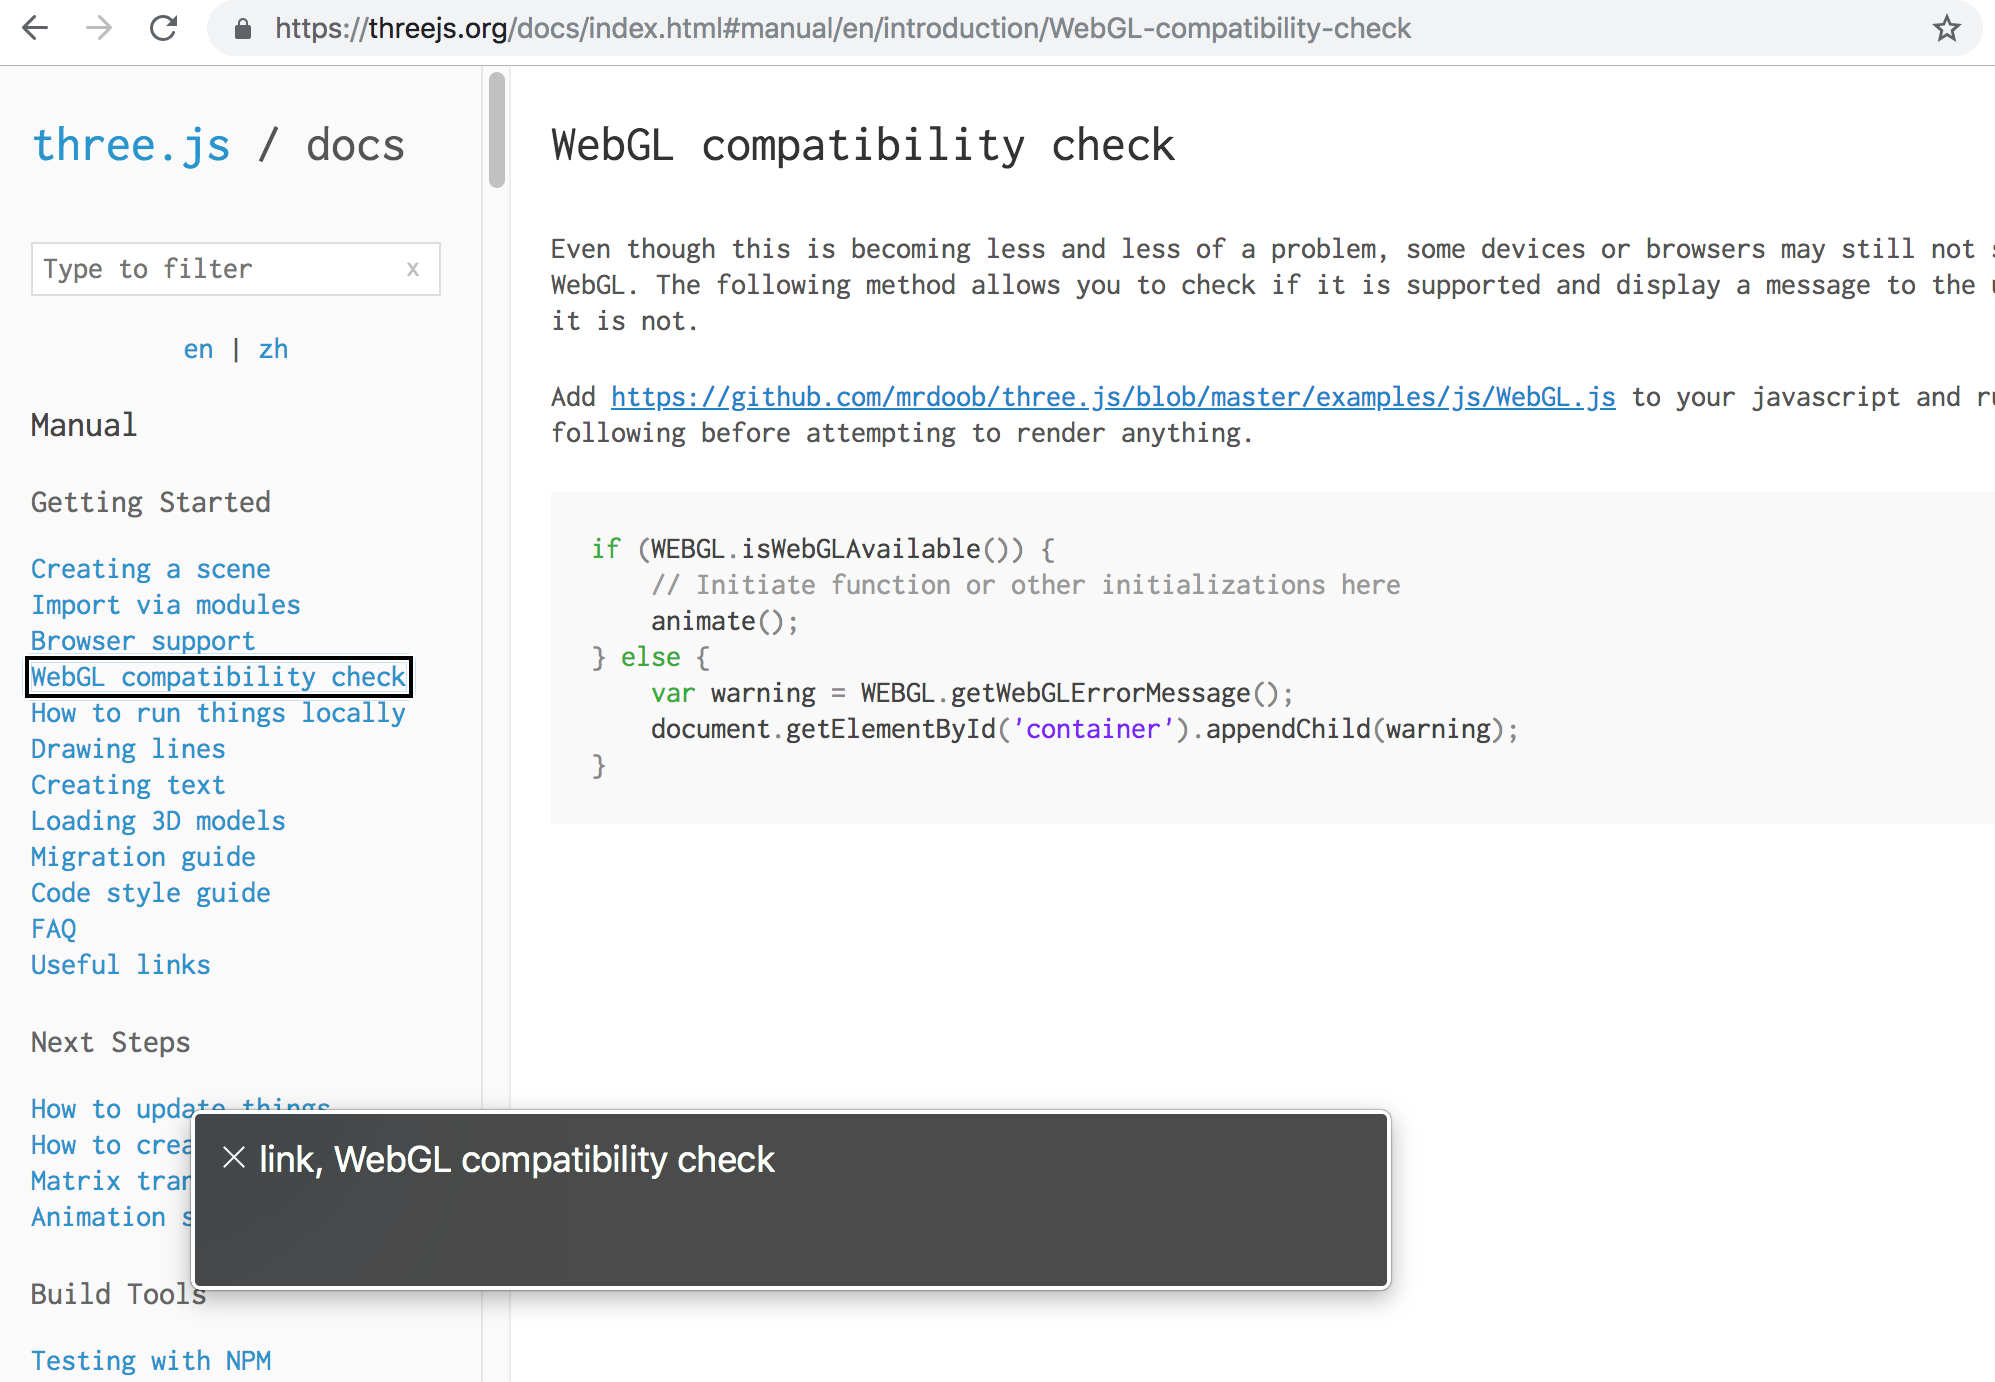 https://threejs.org/docs/index.html#manual/en/introduction/WebGL-compatibility-check
three.js / docs
Type to filter x
en | zh
Manual
Getting Started
Creating a scene
Import via modules
Browser support
WebGL compatibility check
How to run things locally
Drawing lines
Creating text
Loading 3D models
Migration guide
Code style guide
FAQ
Useful links
Next Steps
How to update things
How to
Matrix
Animation
Build Tools
Testing with NPM
WebGL compatibility check
Even though this is becoming less and less of a problem, some devices or browsers may still not
WebGL. The following method allows you to check if it is supported and display a message to the
it is not.
Add https://github.com/mrdoob/three.js/blob/master/examples/js/WebGL.js to your javascript and
following before attempting to render anything.
if (WEBGL.isWebGLAvailable()) {
// Initiate function or other initializations here
animate();
} else {
var warning = WEBGL.getWebGLErrorMessage();
document.getElementById('container').appendChild(warning);
}
link, WebGL compatibility check